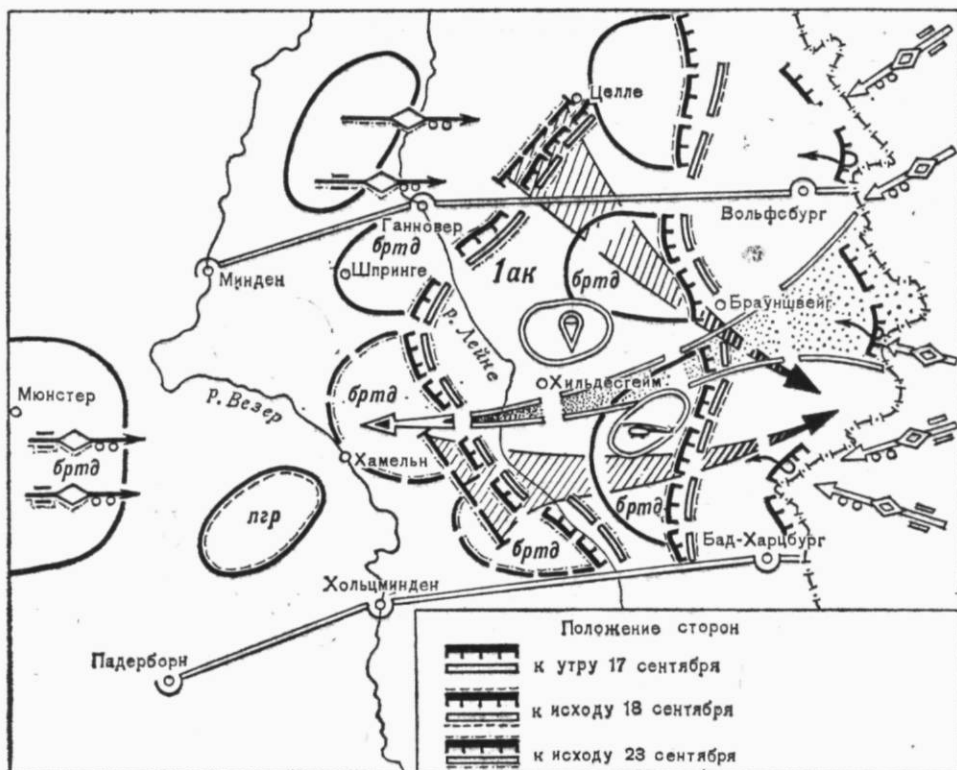 Целле
Вольфсбург
Ганновер
бртд
Шпринге
Минден
1ак
бртд
Браунщвейг
Р. Лейне
Мюнстер
Р. Везер
бртд
Хильдесгейм
бртд
Хамельн
пгр
бртд
бртд
Бад-Харцбург
Хольцминден
Падерборн
Положение сторон
к утру 17 сентября
к исходу 18 сентября
к исходу 23 сентября